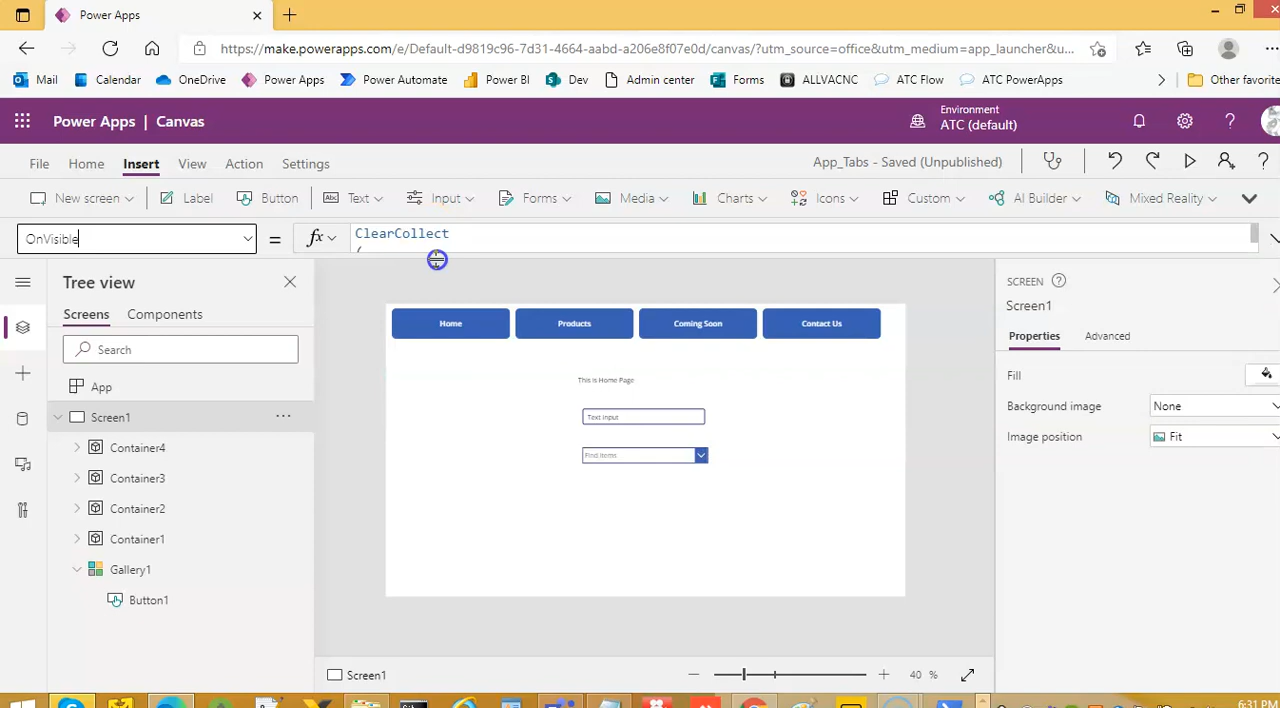 Power Apps
https://make.powerapps.com/e/Default-d9819c96-7d31-4664-aabd-a206e8f07e0d/canvas/?utm_source=office&utm_medium=app_launcher&u...
Mail Calendar OneDrive Power Apps Power Automate Power BI Dev Admin center Forms ALLVACNC ATC Flow ATC PowerApps Other favorite
Power Apps | Canvas
Environment
ATC (default)
File Home Insert View Action Settings App_Tabs - Saved (Unpublished)
New screen Label Button Text Input Forms Media Charts Icons Custom AI Builder Mixed Reality
OnVisible = fx ClearCollect
(
Tree view
Screens Components
Search
App
Screen1
Container4
Container3
Container2
Container1
Gallery1
Button1
Home Products Coming Soon Contact Us
This is Home Page
Text input
Find items
SCREEN
Screen1
Properties Advanced
Fill
Background image None
Image position Fit
Screen1 40 %
6:31 PM